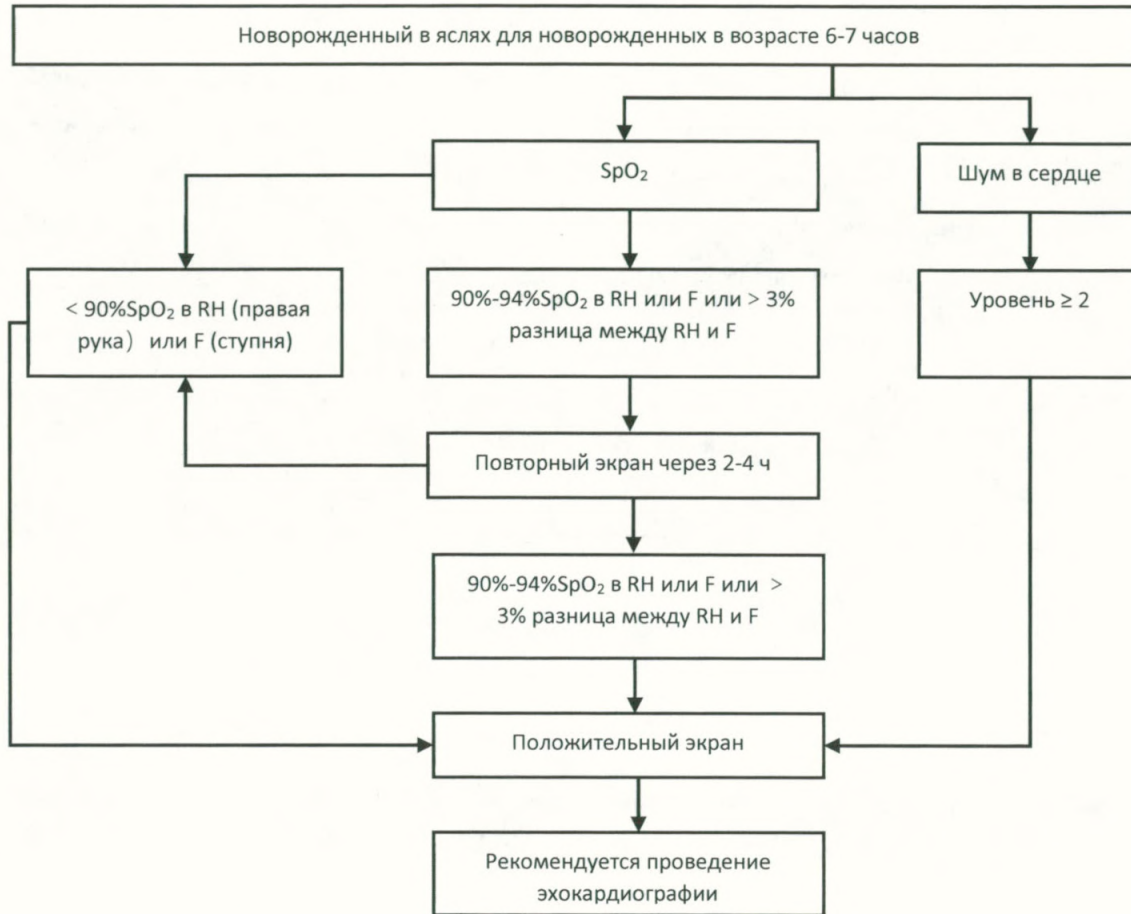 Новорожденный в яслях для новорожденных в возрасте 6-7 часов
SpO₂
Шум в сердце
< 90%SpO₂ в RH (правая
рука) или F (ступня)
90%-94%SpO₂ в RH или F или > 3%
разница между RH и F
Уровень ≥ 2
Повторный экран через 2-4 ч
90%-94%SpO₂ в RH или F или >
3% разница между RH и F
Положительный экран
Рекомендуется проведение
эхокардиографии